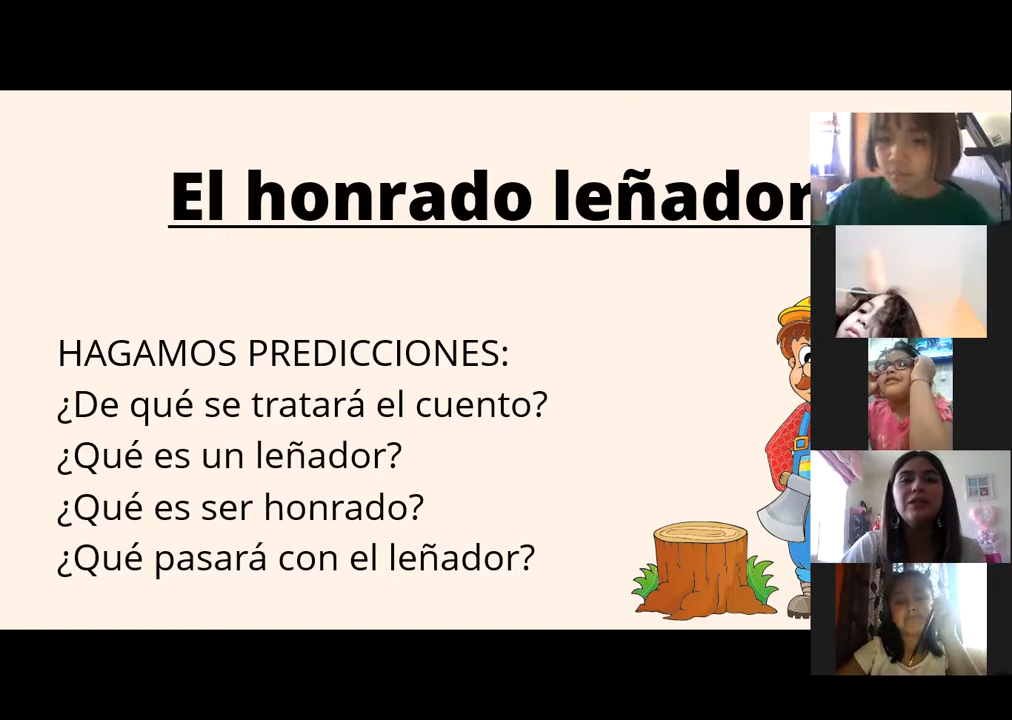 El honrado leñador
HAGAMOS PREDICCIONES:
¿De qué se tratará el cuento?
¿Qué es un leñador?
¿Qué es ser honrado?
¿Qué pasará con el leñador?